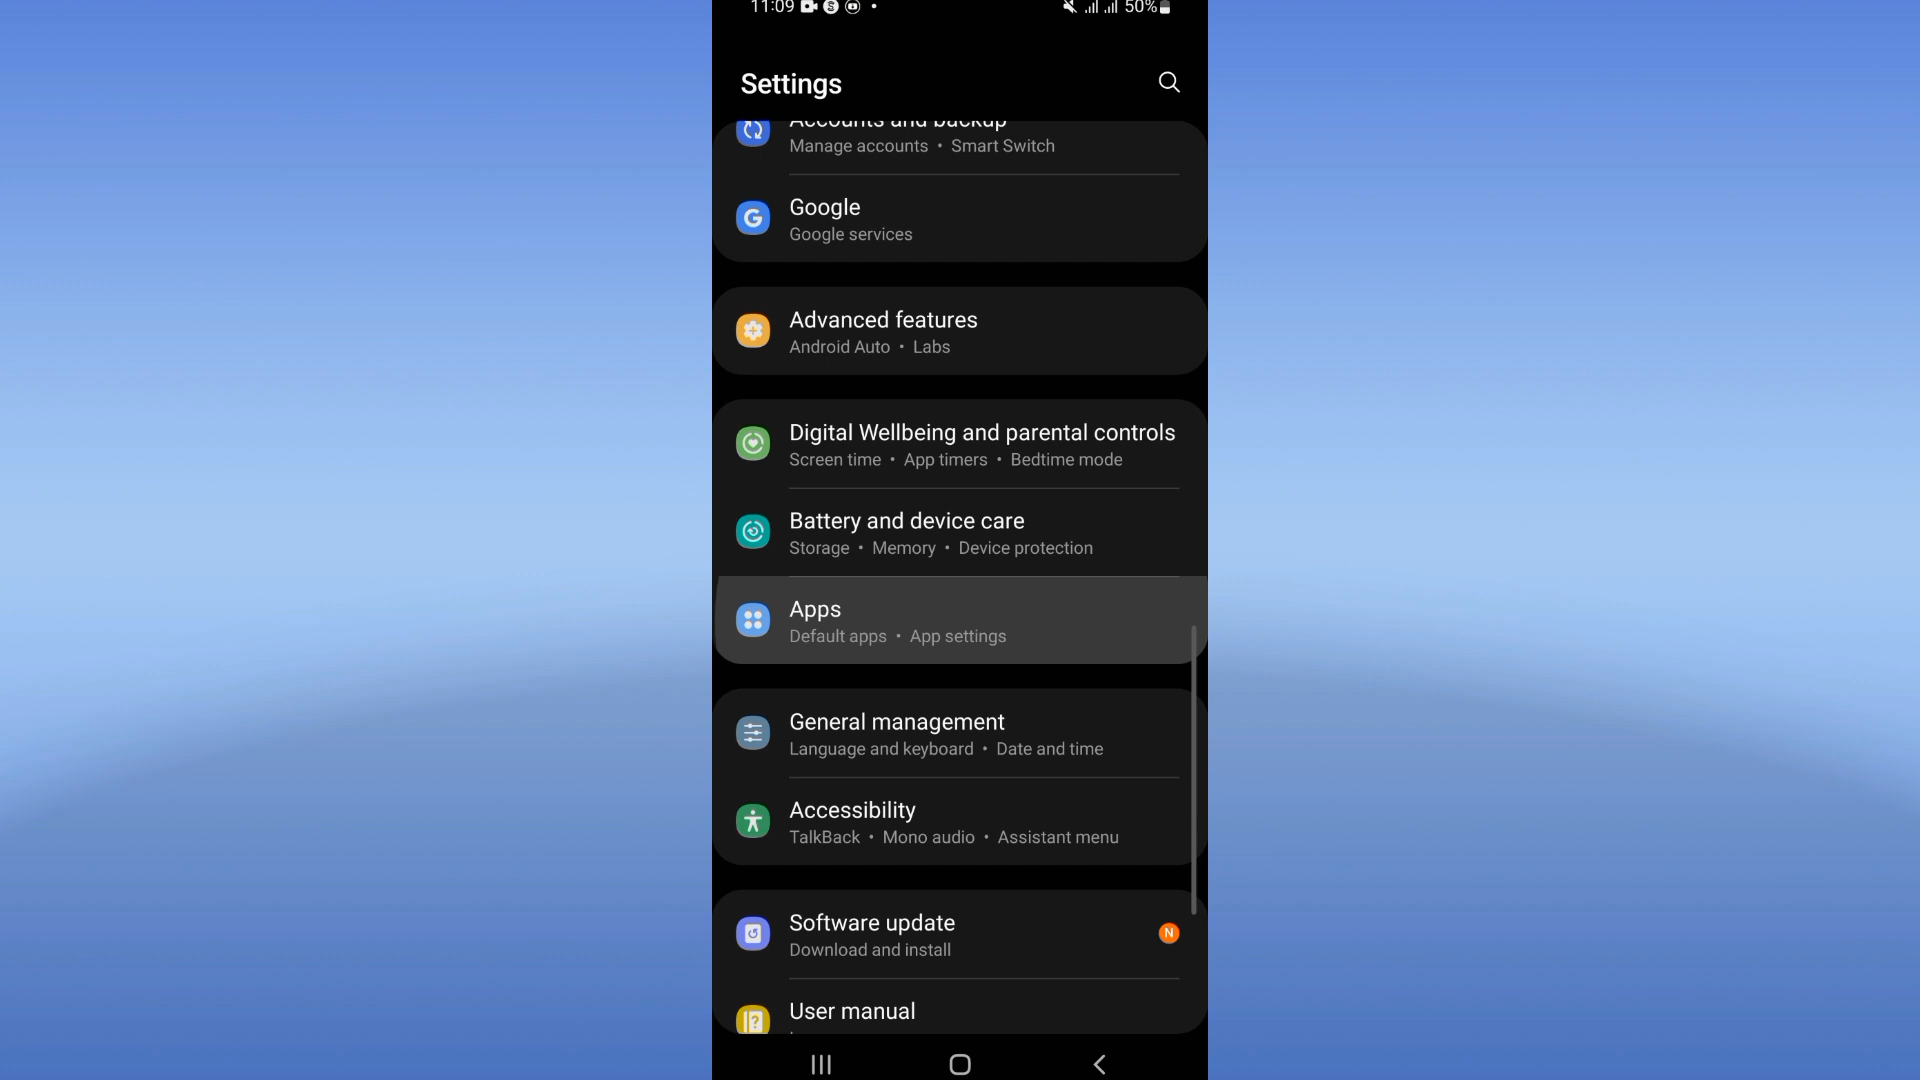 11:09
50%
Settings
Accounts and backup
Manage accounts • Smart Switch
Google
Google services
Advanced features
Android Auto • Labs
Digital Wellbeing and parental controls
Screen time • App timers • Bedtime mode
Battery and device care
Storage • Memory • Device protection
Apps
Default apps • App settings
General management
Language and keyboard • Date and time
Accessibility
TalkBack • Mono audio • Assistant menu
Software update
N
Download and install
User manual